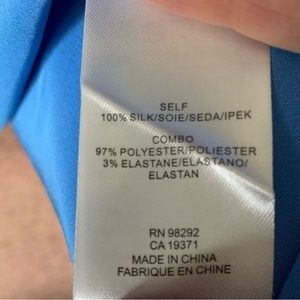 SELF
100% SILK/SOIE/SEDA/IPEK
COMBO
97% POLYESTER/POLIESTER
3% ELASTANE/ELASTANO/
ELASTAN
RN 98292
CA 19371
MADE IN CHINA
FABRIQUE EN CHINE